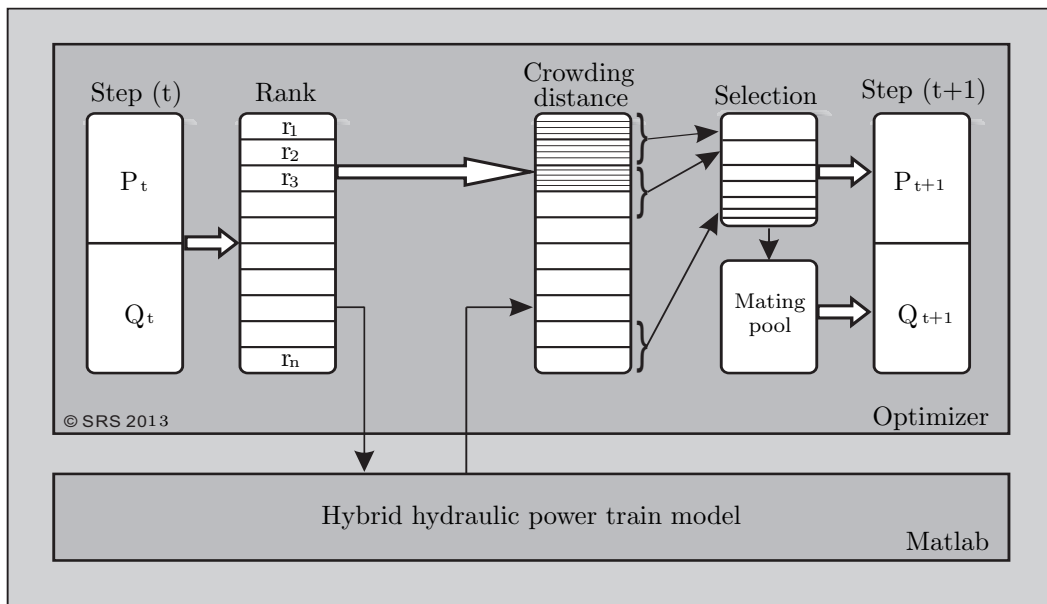 Step (t)
Rank
Crowding
distance
Selection
Step (t+1)
r1
r2
r3
rn
Pt
Qt
Mating
pool
Pt+1
Qt+1
© SRS 2013
Optimizer
Hybrid hydraulic power train model
Matlab